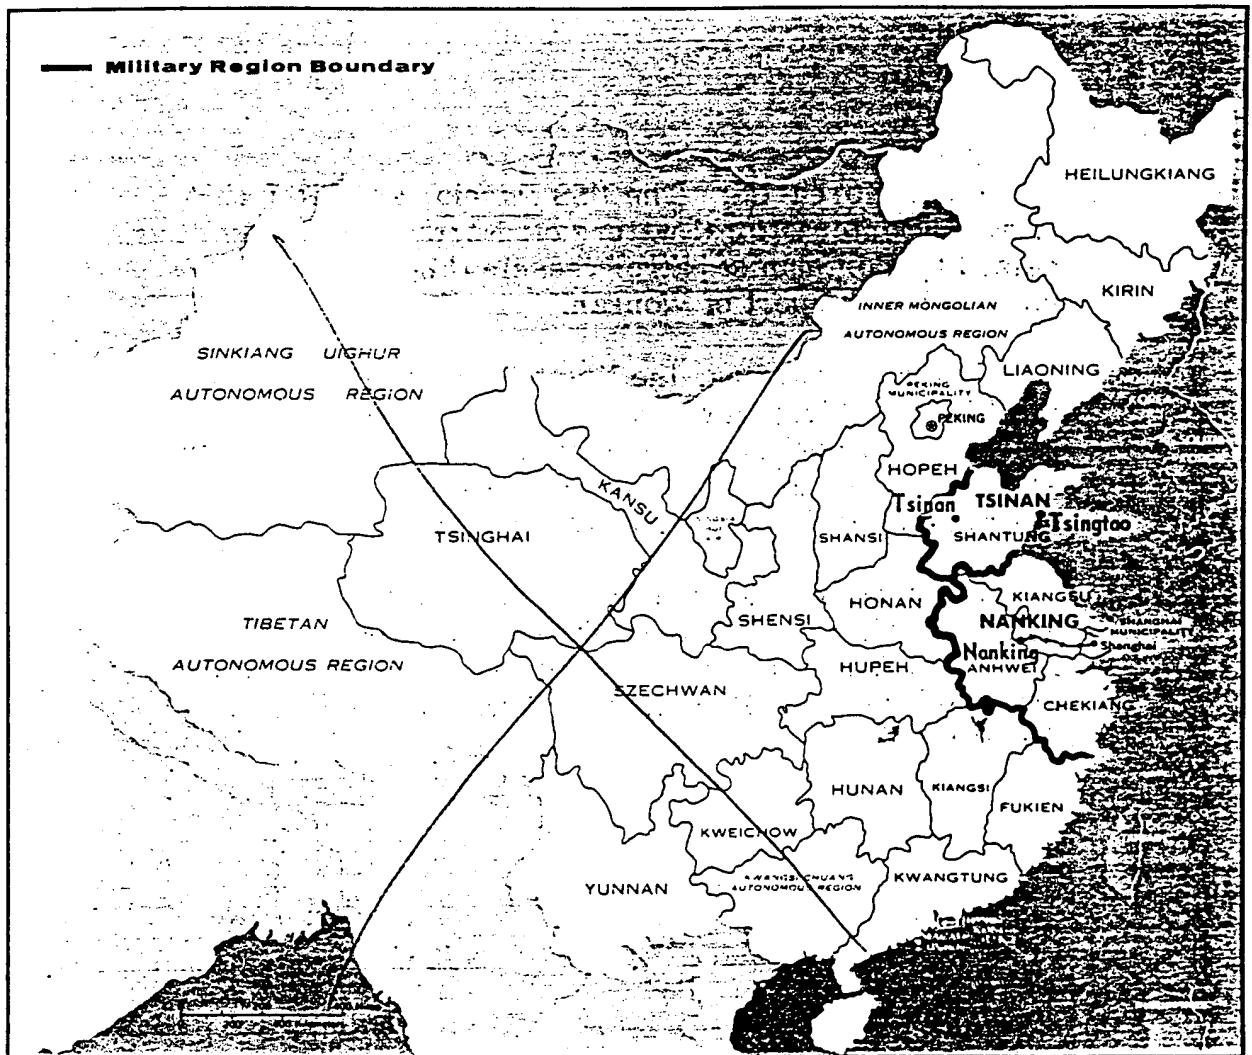 Military Region Boundary
HEILUNGKIANG
KIRIN
INNER MONGOLIAN
AUTONOMOUS REGION
SINKIANG UIGHUR
AUTONOMOUS REGION
LIAONING
PEKING
MUNICIPALITY
PEKING
HOPEH
KANSU
Tsinan
TSINAN
Tsingtao
TSINGHAI
SHANSI
SHANTUNG
KIANGSU
HONAN
SHENSI
NANKING
SHANGHAI
MUNICIPALITY
TIBETAN
AUTONOMOUS REGION
Nanking
Shanghai
HUPEH
ANHWEI
SZECHWAN
CHEKIANG
HUNAN
KIANGSI
FUKIEN
KWEICHOW
YUNNAN
KWANGSI CHUANG
AUTONOMOUS REGION
KWANGTUNG